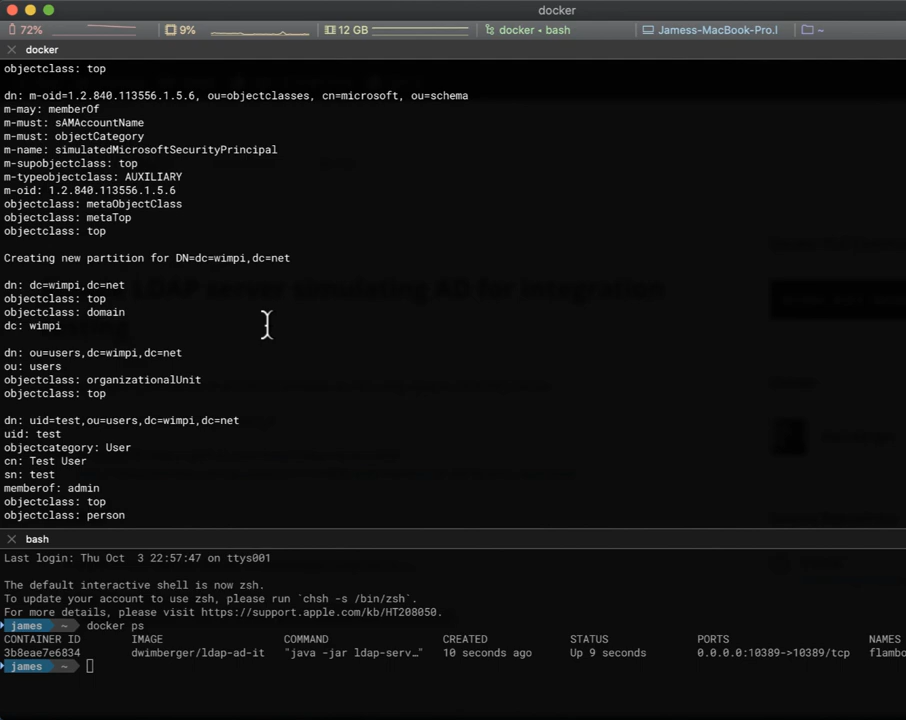 docker
72%
9%
12 GB
docker • bash
Jamess-MacBook-Pro.l
~
docker
objectclass: top
dn: m-oid=1.2.840.113556.1.5.6, ou=objectclasses, cn=microsoft, ou=schema
m-may: memberOf
m-must: sAMAccountName
m-must: objectCategory
m-name: simulatedMicrosoftSecurityPrincipal
m-supobjectclass: top
m-typeobjectclass: AUXILIARY
m-oid: 1.2.840.113556.1.5.6
objectclass: metaObjectClass
objectclass: metaTop
objectclass: top
Creating new partition for DN=dc=wimpi,dc=net
dn: dc=wimpi,dc=net
objectclass: top
objectclass: domain
dc: wimpi
LDAP server simulating AD for integration
dn: ou=users,dc=wimpi,dc=net
ou: users
objectclass: organizationalUnit
objectclass: top
dn: uid=test,ou=users,dc=wimpi,dc=net
uid: test
objectcategory: User
cn: Test User
sn: test
memberof: admin
objectclass: top
objectclass: person
bash
Last login: Thu Oct  3 22:57:47 on ttys001
The default interactive shell is now zsh.
To update your account to use zsh, please run `chsh -s /bin/zsh`.
For more details, please visit https://support.apple.com/kb/HT208050.
james ~ docker ps
CONTAINER ID IMAGE COMMAND CREATED STATUS PORTS NAMES
3b8eae7e6834 dwimberger/ldap-ad-it "java -jar ldap-serv…" 10 seconds ago Up 9 seconds 0.0.0.0:10389->10389/tcp flambo
james ~